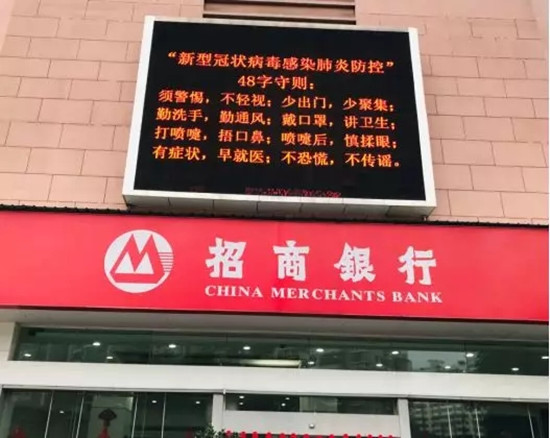 “新型冠状病毒感染肺炎防控”
48字守则：
须警惕，不轻视；少出门，少聚集；
勤洗手，勤通风；戴口罩，讲卫生；
打喷嚏，捂口鼻；喷嚏后，慎揉眼；
有症状，早就医；不恐慌，不传谣。
招商銀行
CHINA MERCHANTS BANK